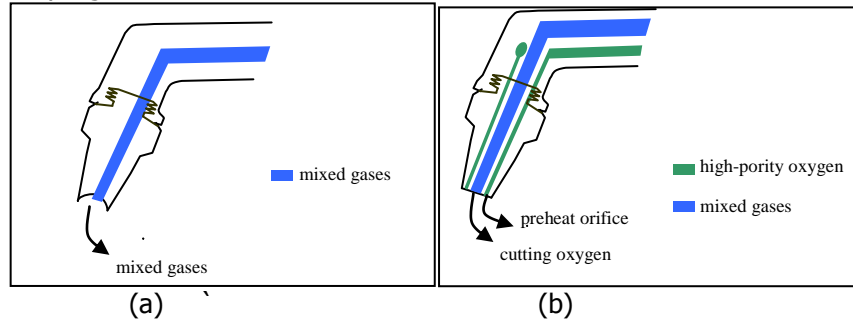 mixed gases
mixed gases
(a)
high-pority oxygen
mixed gases
preheat orifice
cutting oxygen
(b)